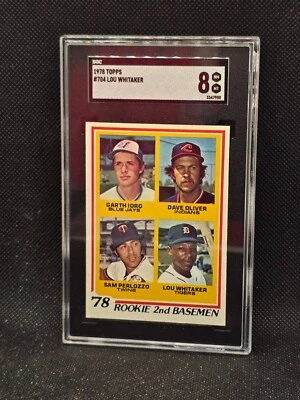 SGC
1978 TOPPS
#704 LOU WHITAKER
8
NM
MT
GARTH IORG
BLUE JAYS
DAVE OLIVER
INDIANS
SAM PERLOZZO
TWINS
LOU WHITAKER
TIGERS
'78 ROOKIE 2nd BASEMEN